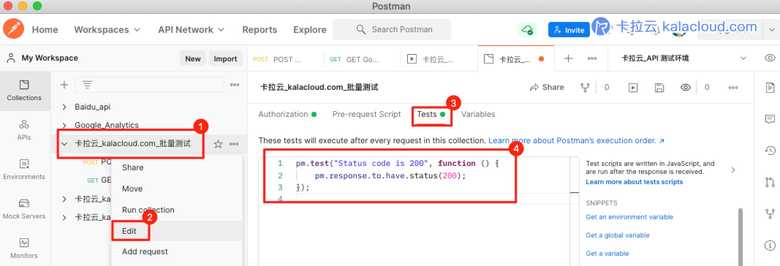 Postman
Home
Workspaces
API Network
Reports
Explore
Search Postman
Invite
卡拉云 kalacloud.com
My Workspace
New
Import
POST POST ...
GET GET Go...
卡拉云_...
卡拉云_...
卡拉云_API 测试环境
Collections
APIs
Environments
Mock Servers
Monitors
Baidu_api
Google_Analytics
1
卡拉云_kalacloud.com_批量测试
GET
卡拉云_ka
卡拉云_ka
Share
Move
Run collection
2
Edit
Add request
卡拉云_kalacloud.com_批量测试
Share
0
0
3
Authorization
Pre-request Script
Tests
Variables
These tests will execute after every request in this collection. Learn more about Postman's execution order.
4
1 pm.test("Status code is 200", function () {
2 pm.response.to.have.status(200);
3 });
4
Test scripts are written in JavaScript, and
are run after the response is received.
Learn more about tests scripts
SNIPPETS
Get an environment variable
Get a global variable
Get a variable